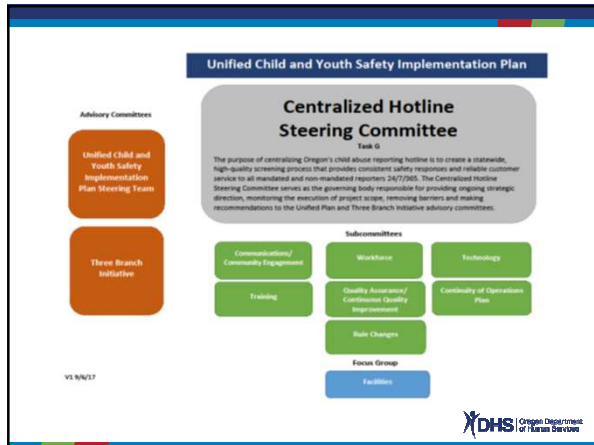 Unified Child and Youth Safety Implementation Plan
Advisory Committees
Unified Child and
Youth Safety
Implementation
Plan Steering Team
Three Branch
Initiative
Centralized Hotline
Steering Committee
Task G
The purpose of centralizing Oregon's child abuse reporting hotline is to create a statewide,
high-quality screening process that provides consistent safety responses and reliable customer
service to all mandated and non-mandated reporters 24/7/365. The Centralized Hotline
Steering Committee serves as the governing body responsible for providing ongoing strategic
direction, monitoring the execution of project scope, removing barriers and making
recommendations to the Unified Plan and Three Branch Initiative advisory committees.
Subcommittees
Communications/
Community Engagement
Workforce
Technology
Training
Quality Assurance/
Continuous Quality
Improvement
Continuity of Operations
Plan
Rule Changes
Focus Group
Facilities
V1 9/6/17
DHS
Oregon Department
of Human Services